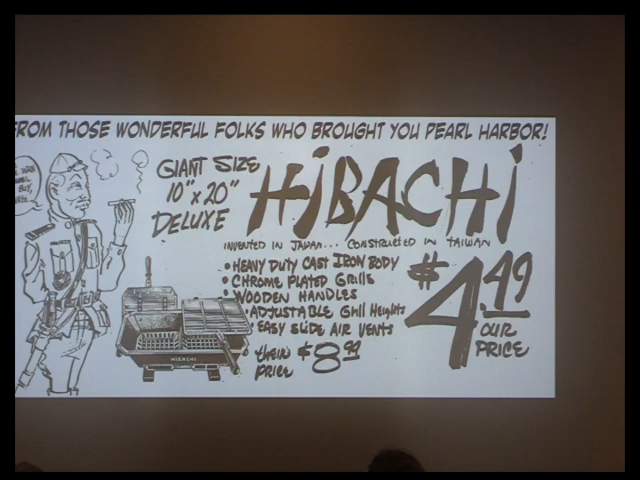 FROM THOSE WONDERFUL FOLKS WHO BROUGHT YOU PEARL HARBOR!
GIANT SIZE
10" x 20"
DELUXE
HiBACHi
INVENTED IN JAPAN... CONSTRUCTED IN TAIWAN
• HEAVY DUTY CAST IRON BODY
• CHROME PLATED GRILLS
• WOODEN HANDLES
• ADJUSTABLE Grill Heights
• EASY SLIDE AIR VENTS
their PRICE $8.99
$4.49
OUR PRICE
HIBACHI